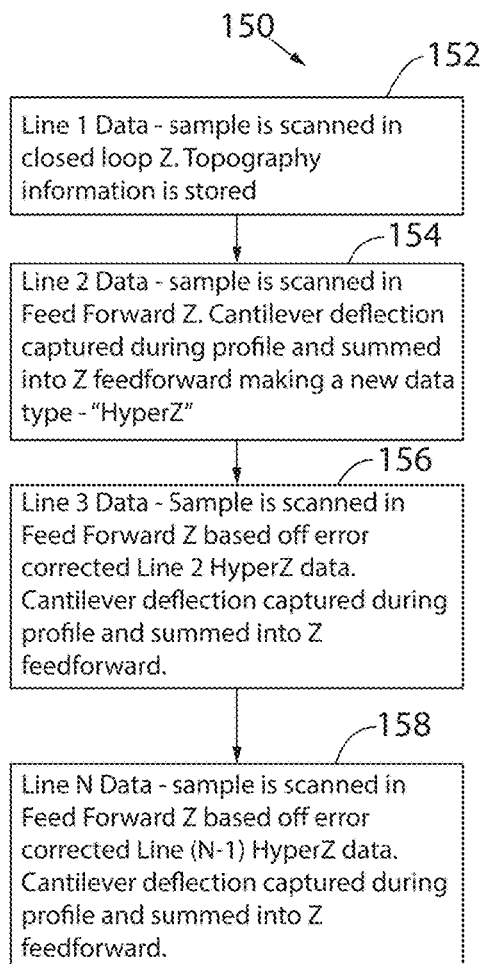 150
152
Line 1 Data - sample is scanned in
closed loop Z. Topography
information is stored
154
Line 2 Data - sample is scanned in
Feed Forward Z. Cantilever deflection
captured during profile and summed
into Z feedforward making a new data
type - "HyperZ"
156
Line 3 Data - Sample is scanned in
Feed Forward Z based off error
corrected Line 2 HyperZ data.
Cantilever deflection captured during
profile and summed into Z
feedforward.
158
Line N Data - sample is scanned in
Feed Forward Z based off error
corrected Line (N-1) HyperZ data.
Cantilever deflection captured during
profile and summed into Z
feedforward.